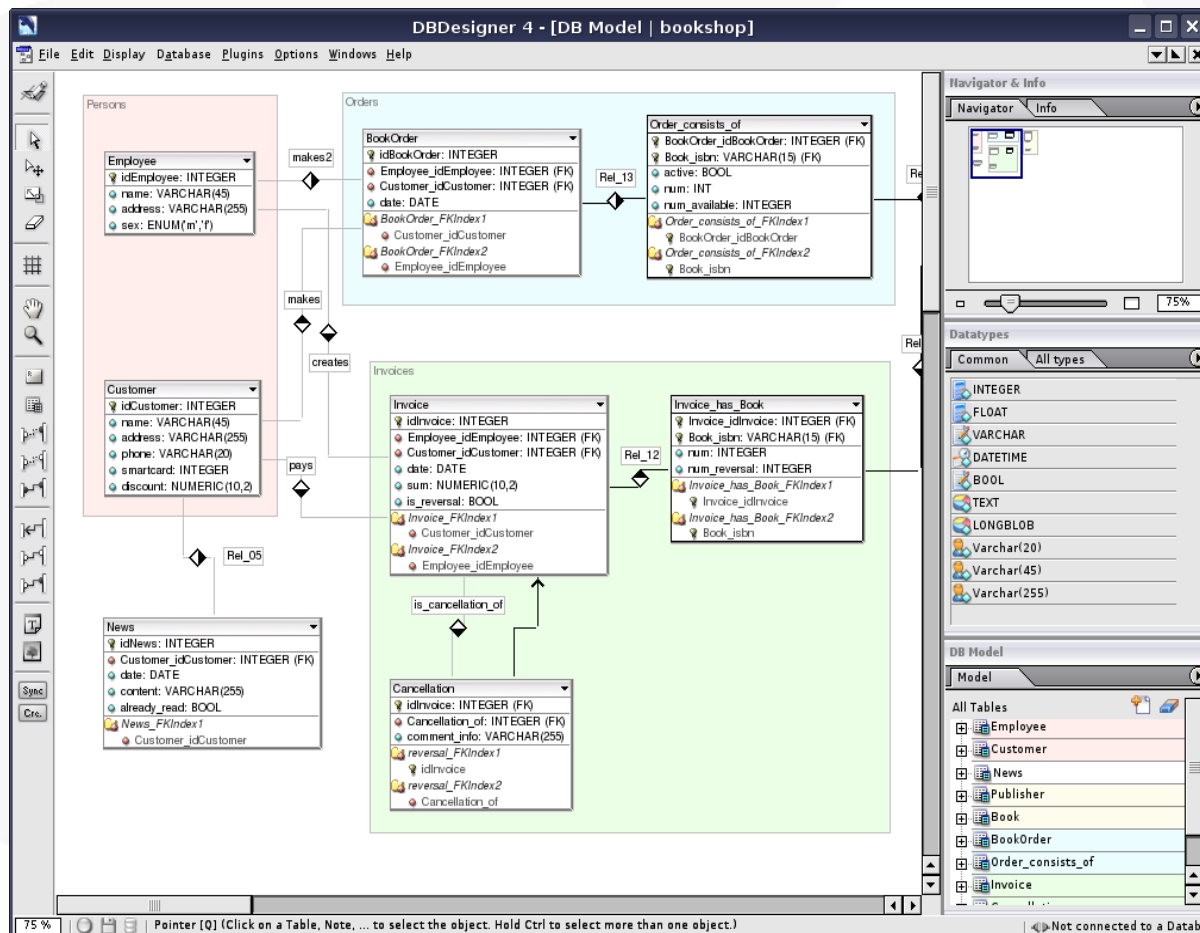 DBDesigner 4 - [DB Model | bookshop]
File Edit Display Database Plugins Options Windows Help
Persons
Employee
idEmployee: INTEGER
name: VARCHAR(45)
address: VARCHAR(255)
sex: ENUM('m','f')
makes2
Orders
BookOrder
idBookOrder: INTEGER
Employee_idEmployee: INTEGER (FK)
Customer_idCustomer: INTEGER (FK)
date: DATE
BookOrder_FKIndex1
Customer_idCustomer
BookOrder_FKIndex2
Employee_idEmployee
Rel_13
Order_consists_of
BookOrder_idBookOrder: INTEGER (FK)
Book_isbn: VARCHAR(15) (FK)
active: BOOL
num: INT
num_available: INTEGER
Order_consists_of_FKIndex1
BookOrder_idBookOrder
Order_consists_of_FKIndex2
Book_isbn
makes
creates
Customer
idCustomer: INTEGER
name: VARCHAR(45)
address: VARCHAR(255)
phone: VARCHAR(20)
smartcard: INTEGER
discount: NUMERIC(10,2)
pays
Rel_05
Invoices
Invoice
idInvoice: INTEGER
Employee_idEmployee: INTEGER (FK)
Customer_idCustomer: INTEGER (FK)
date: DATE
sum: NUMERIC(10,2)
is_reversal: BOOL
Invoice_FKIndex1
Customer_idCustomer
Invoice_FKIndex2
Employee_idEmployee
Rel_12
Invoice_has_Book
Invoice_idInvoice: INTEGER (FK)
Book_isbn: VARCHAR(15) (FK)
num: INTEGER
num_reversal: INTEGER
Invoice_has_Book_FKIndex1
Invoice_idInvoice
Invoice_has_Book_FKIndex2
Book_isbn
Rel
is_cancellation_of
News
idNews: INTEGER
Customer_idCustomer: INTEGER (FK)
date: DATE
content: VARCHAR(255)
already_read: BOOL
News_FKIndex1
Customer_idCustomer
Cancellation
idInvoice: INTEGER (FK)
Cancellation_of: INTEGER (FK)
comment_info: VARCHAR(255)
reversal_FKIndex1
idInvoice
reversal_FKIndex2
Cancellation_of
Sync
Cre.
Navigator & Info
Navigator Info
75%
Datatypes
Common All types
INTEGER
FLOAT
VARCHAR
DATETIME
BOOL
TEXT
LONGBLOB
Varchar(20)
Varchar(45)
Varchar(255)
DB Model
Model
All Tables
Employee
Customer
News
Publisher
Book
BookOrder
Order_consists_of
Invoice
75 % Pointer [Q] (Click on a Table, Note, ... to select the object. Hold Ctrl to select more than one object.) Not connected to a Datab